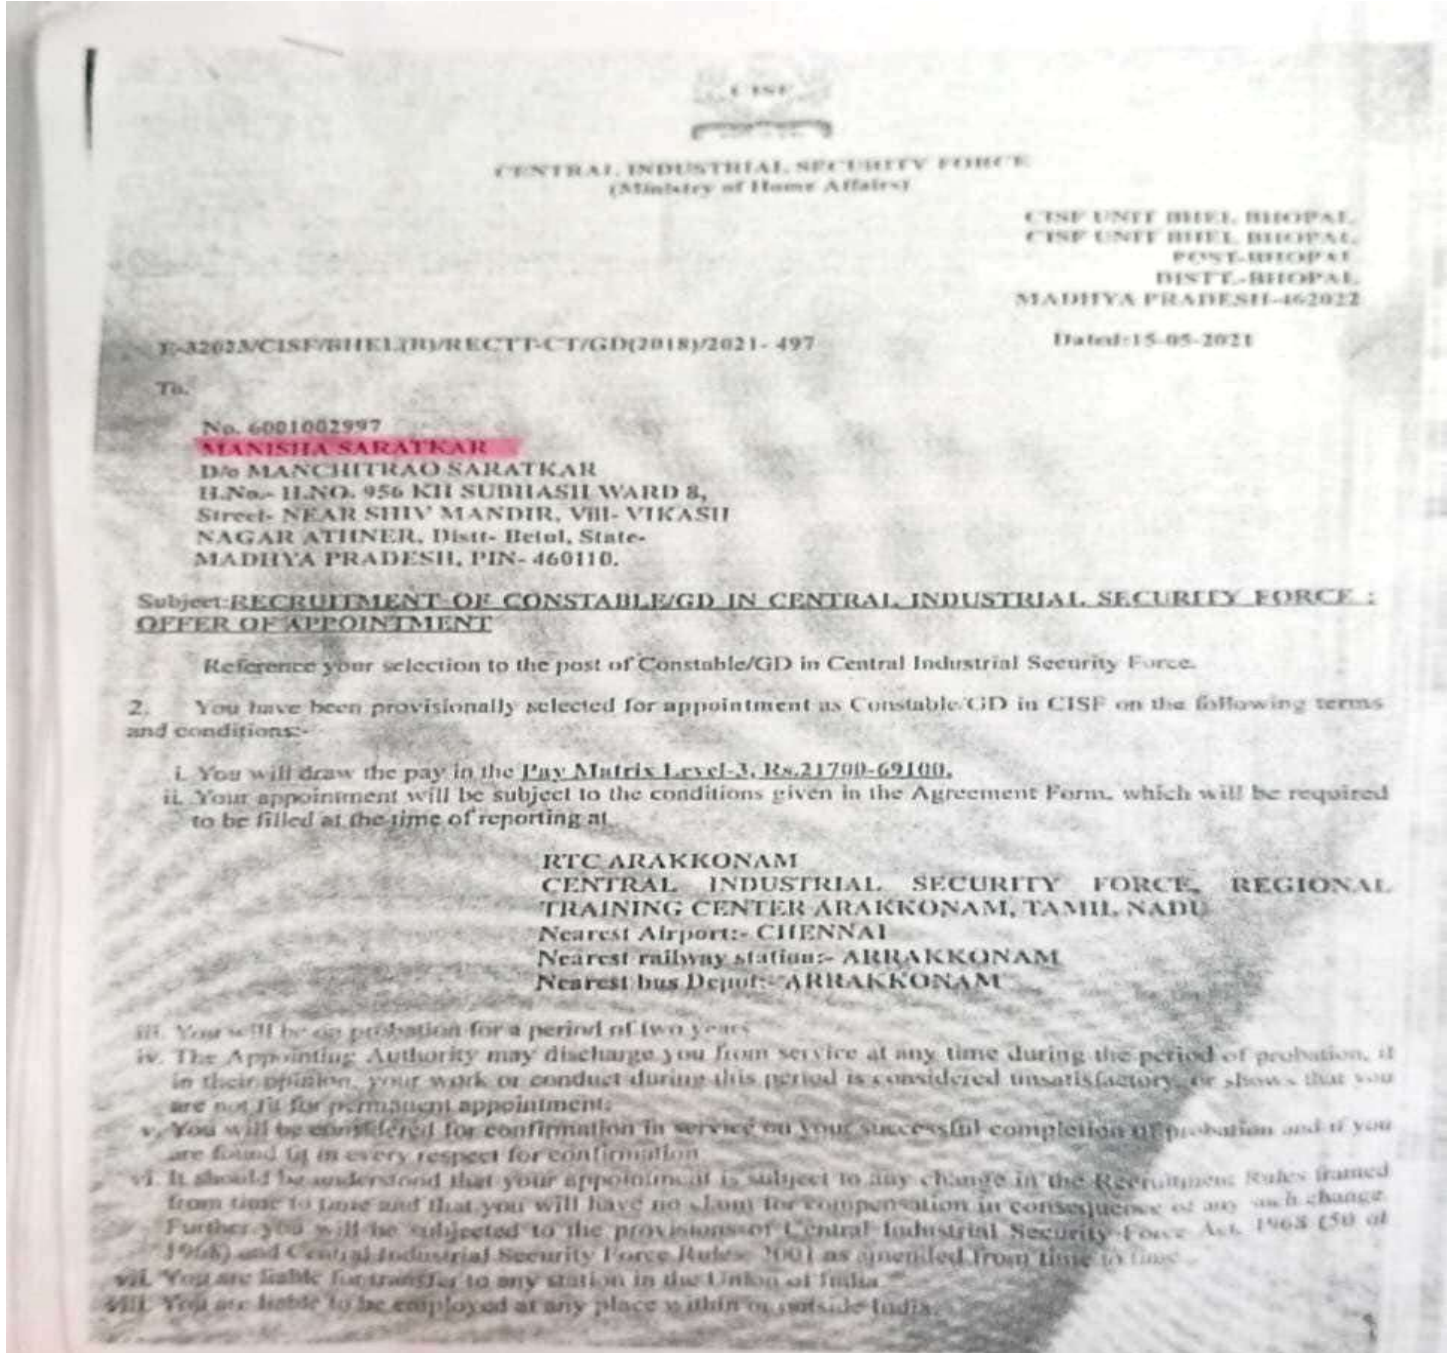 CISF
CENTRAL INDUSTRIAL SECURITY FORCE
(Ministry of Home Affairs)
CISF UNIT BHEL BHOPAL,
CISF UNIT BHEL BHOPAL,
POST-BHOPAL
DISTT.-BHOPAL,
MADHYA PRADESH-462022
E-32023/CISF/BHEL(B)/RECTT-CT/GD(2018)/2021- 497
Dated:15-05-2021
To,
No. 6001002997
MANISHA SARATKAR
D/o MANCHITRAO SARATKAR
H.No.- H.NO. 956 KH SUBHASH WARD 8,
Street- NEAR SHIV MANDIR, Vill- VIKASH
NAGAR ATHNER, Distt- Betul, State-
MADHYA PRADESH, PIN- 460110.
Subject:RECRUITMENT OF CONSTABLE/GD IN CENTRAL INDUSTRIAL SECURITY FORCE :
OFFER OF APPOINTMENT
Reference your selection to the post of Constable/GD in Central Industrial Security Force.
2. You have been provisionally selected for appointment as Constable/GD in CISF on the following terms
and conditions:-
i. You will draw the pay in the Pay Matrix Level-3, Rs.21700-69100.
ii. Your appointment will be subject to the conditions given in the Agreement Form, which will be required
to be filled at the time of reporting at
RTC ARAKKONAM
CENTRAL INDUSTRIAL SECURITY FORCE, REGIONAL
TRAINING CENTER ARAKKONAM, TAMIL NADU
Nearest Airport:- CHENNAI
Nearest railway station:- ARRAKKONAM
Nearest bus Depot:- ARRAKKONAM
iii. You will be on probation for a period of two years
iv. The Appointing Authority may discharge you from service at any time during the period of probation, if
in their opinion, your work or conduct during this period is considered unsatisfactory, or shows that you
are not fit for permanent appointment.
v. You will be considered for confirmation in service on your successful completion of probation and if you
are found fit in every respect for confirmation
vi. It should be understood that your appointment is subject to any change in the Recruitment Rules framed
from time to time and that you will have no claim for compensation in consequence of any such change.
Further you will be subjected to the provisions of Central Industrial Security Force Act, 1968 (50 of
1968) and Central Industrial Security Force Rules 2001 as amended from time to time
vii. You are liable for transfer to any station in the Union of India
viii. You are liable to be employed at any place within or outside India.